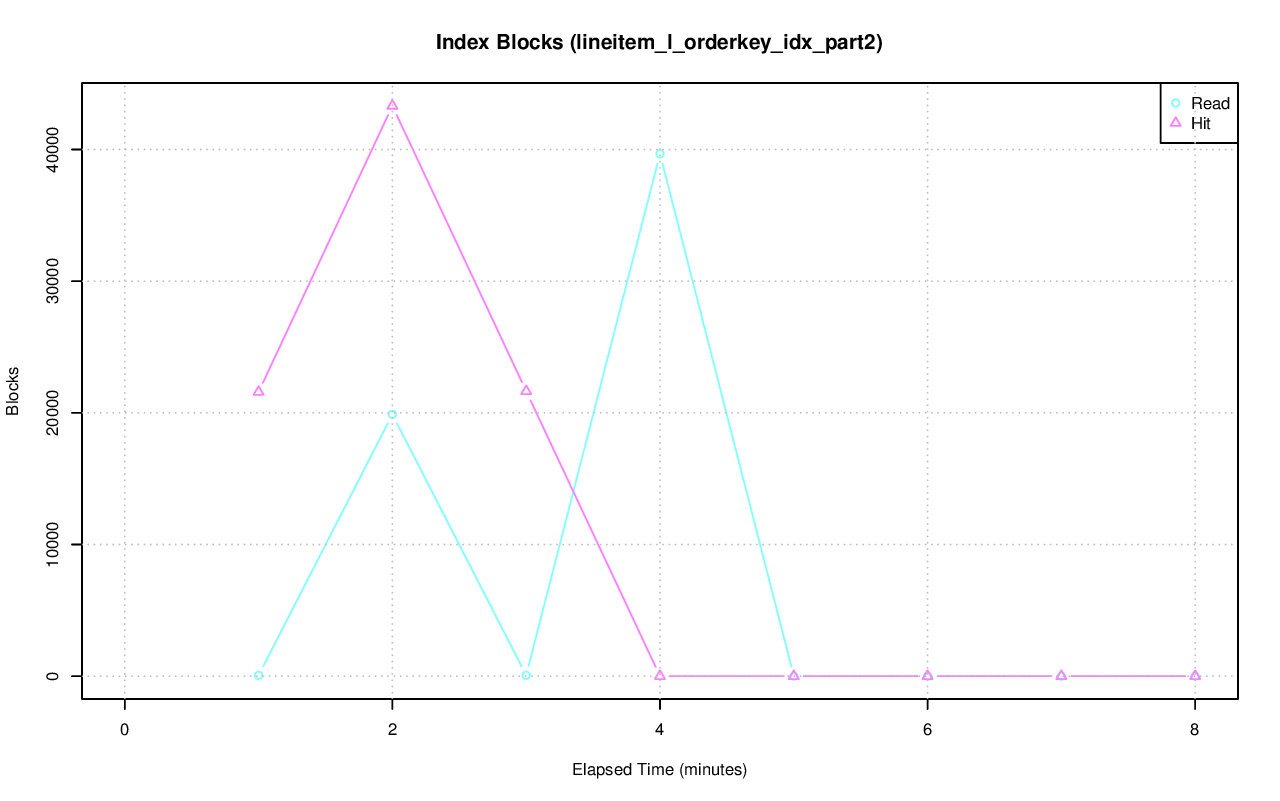 Index Blocks (lineitem_l_orderkey_idx_part2)
Read
Hit
40000
30000
20000
10000
0
Blocks
0 2 4 6 8
Elapsed Time (minutes)